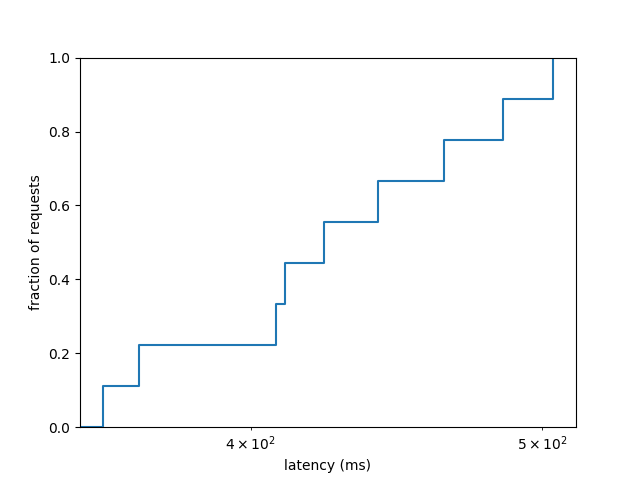 1.0
0.8
0.6
0.4
0.2
0.0
fraction of requests
4 × 10²
5 × 10²
latency (ms)